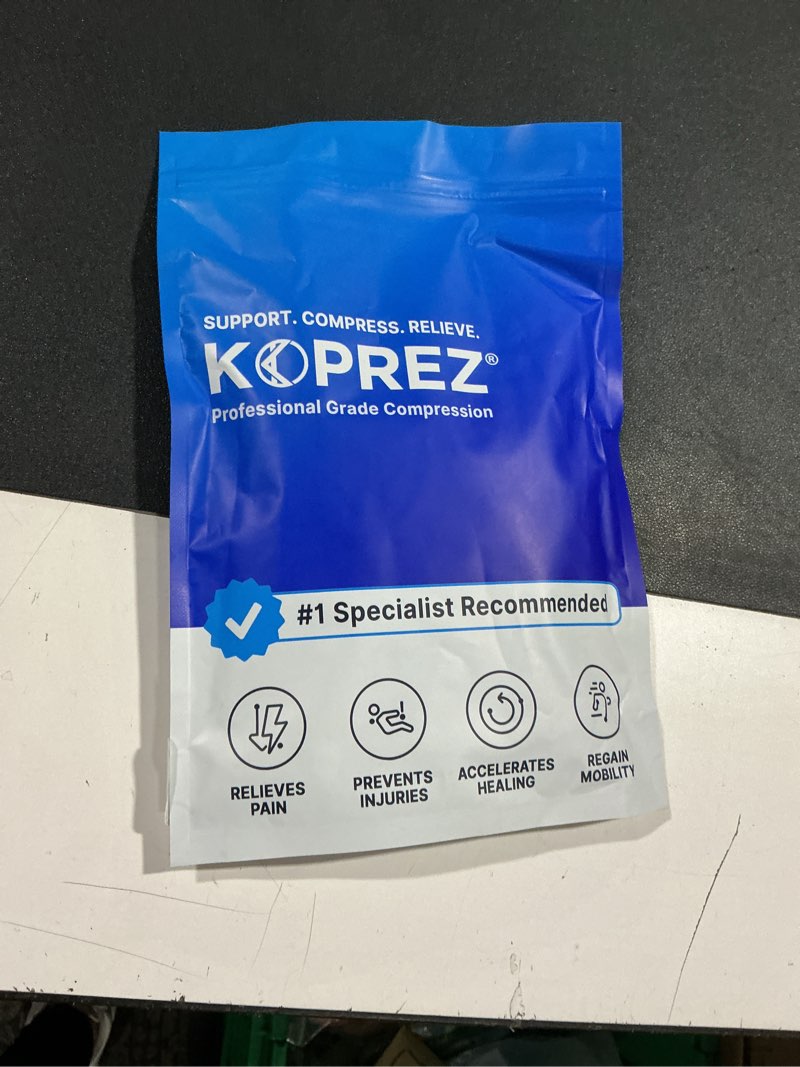 SUPPORT. COMPRESS. RELIEVE.
KOPREZ®
Professional Grade Compression
#1 Specialist Recommended
RELIEVES
PAIN
PREVENTS
INJURIES
ACCELERATES
HEALING
REGAIN
MOBILITY